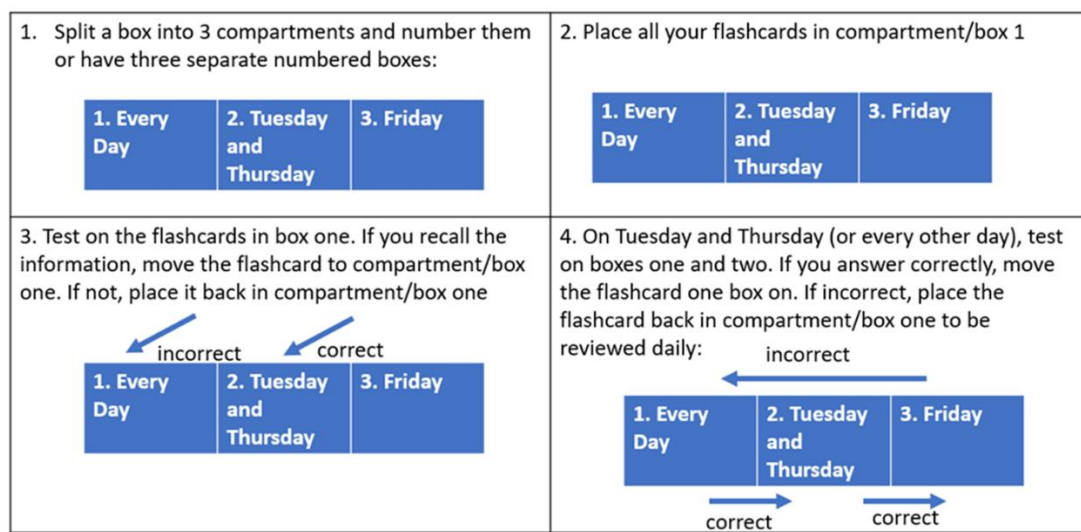 1. Split a box into 3 compartments and number them
or have three separate numbered boxes:
1. Every
Day
2. Tuesday
and
Thursday
3. Friday
2. Place all your flashcards in compartment/box 1
1. Every
Day
2. Tuesday
and
Thursday
3. Friday
3. Test on the flashcards in box one. If you recall the
information, move the flashcard to compartment/box
one. If not, place it back in compartment/box one
incorrect
correct
1. Every
Day
2. Tuesday
and
Thursday
3. Friday
4. On Tuesday and Thursday (or every other day), test
on boxes one and two. If you answer correctly, move
the flashcard one box on. If incorrect, place the
flashcard back in compartment/box one to be
reviewed daily:
incorrect
1. Every
Day
2. Tuesday
and
Thursday
3. Friday
correct
correct